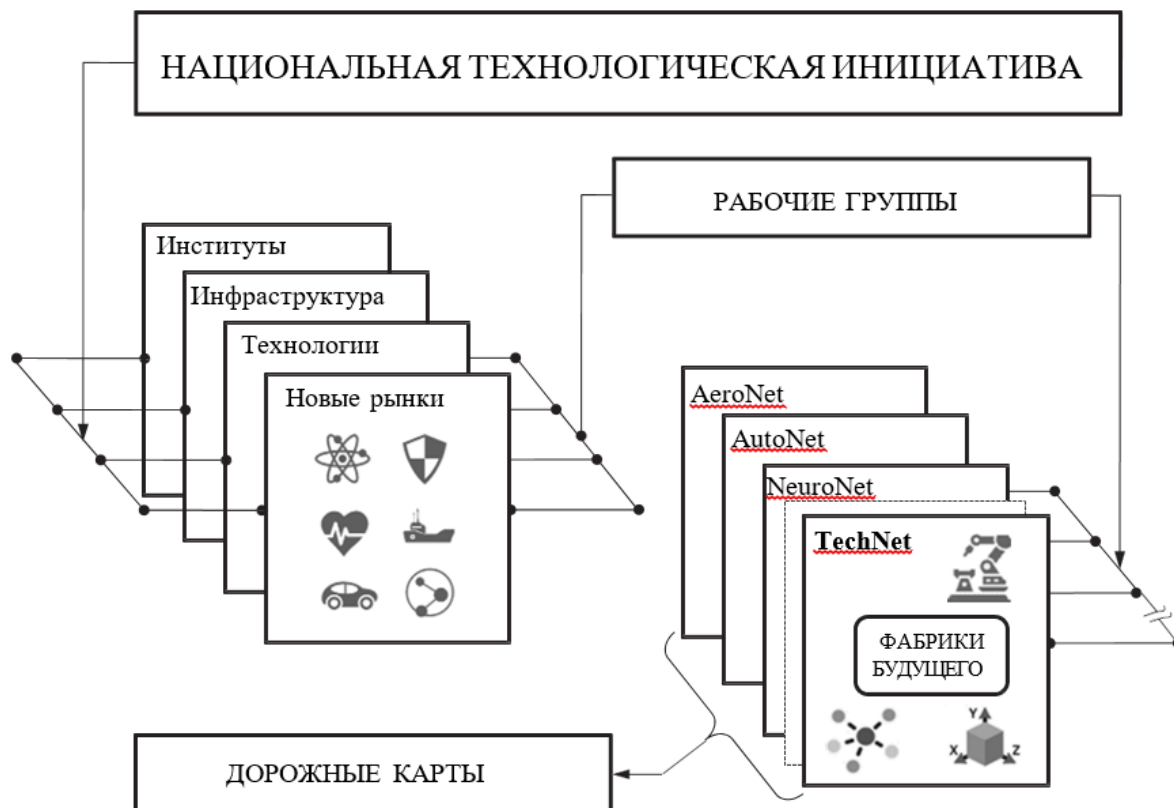 НАЦИОНАЛЬНАЯ ТЕХНОЛОГИЧЕСКАЯ ИНИЦИАТИВА
РАБОЧИЕ ГРУППЫ
Институты
Инфраструктура
Технологии
Новые рынки
AeroNet
AutoNet
NeuroNet
TechNet
ФАБРИКИ
БУДУЩЕГО
Y
X
Z
ДОРОЖНЫЕ КАРТЫ